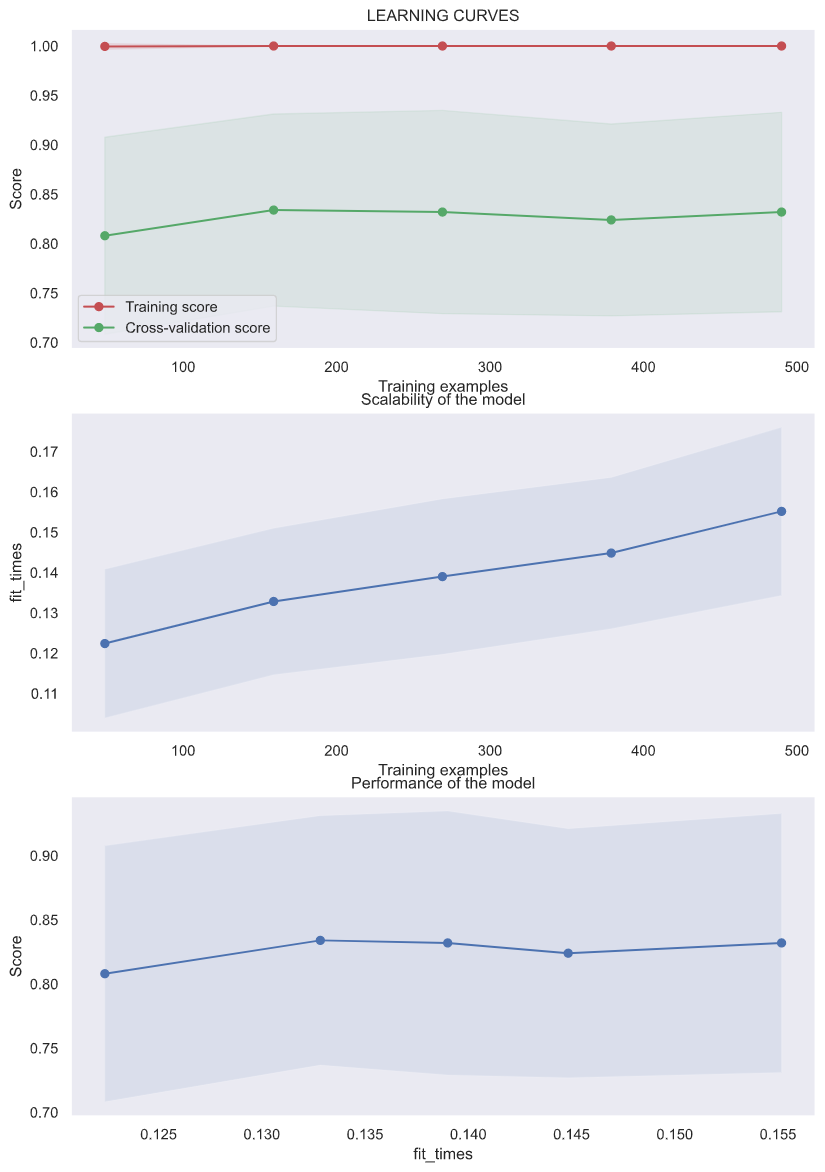 LEARNING CURVES
1.00
0.95
0.90
0.85
0.80
0.75
0.70
Score
Training score
Cross-validation score
100 200 300 400 500
Training examples
Scalability of the model
0.17
0.16
0.15
0.14
0.13
0.12
0.11
fit_times
100 200 300 400 500
Training examples
Performance of the model
0.90
0.85
0.80
0.75
0.70
Score
0.125 0.130 0.135 0.140 0.145 0.150 0.155
fit_times